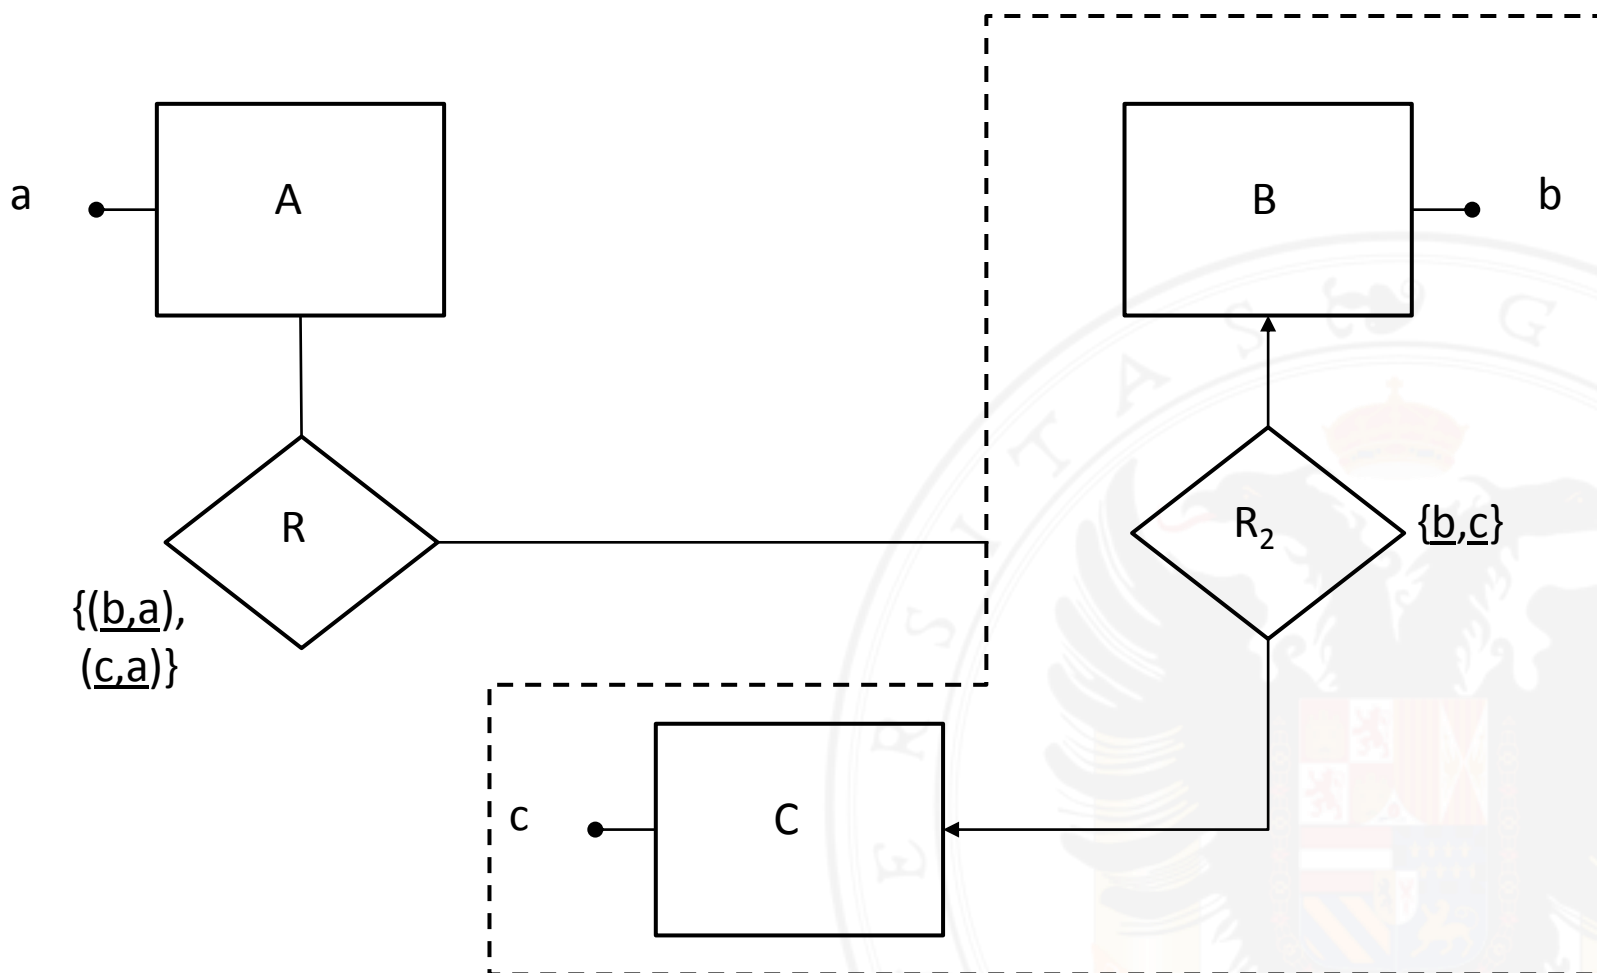 a
A
B
b
R
R₂
{b,c}
{(b,a),
(c,a)}
c
C
E R S I T A S G